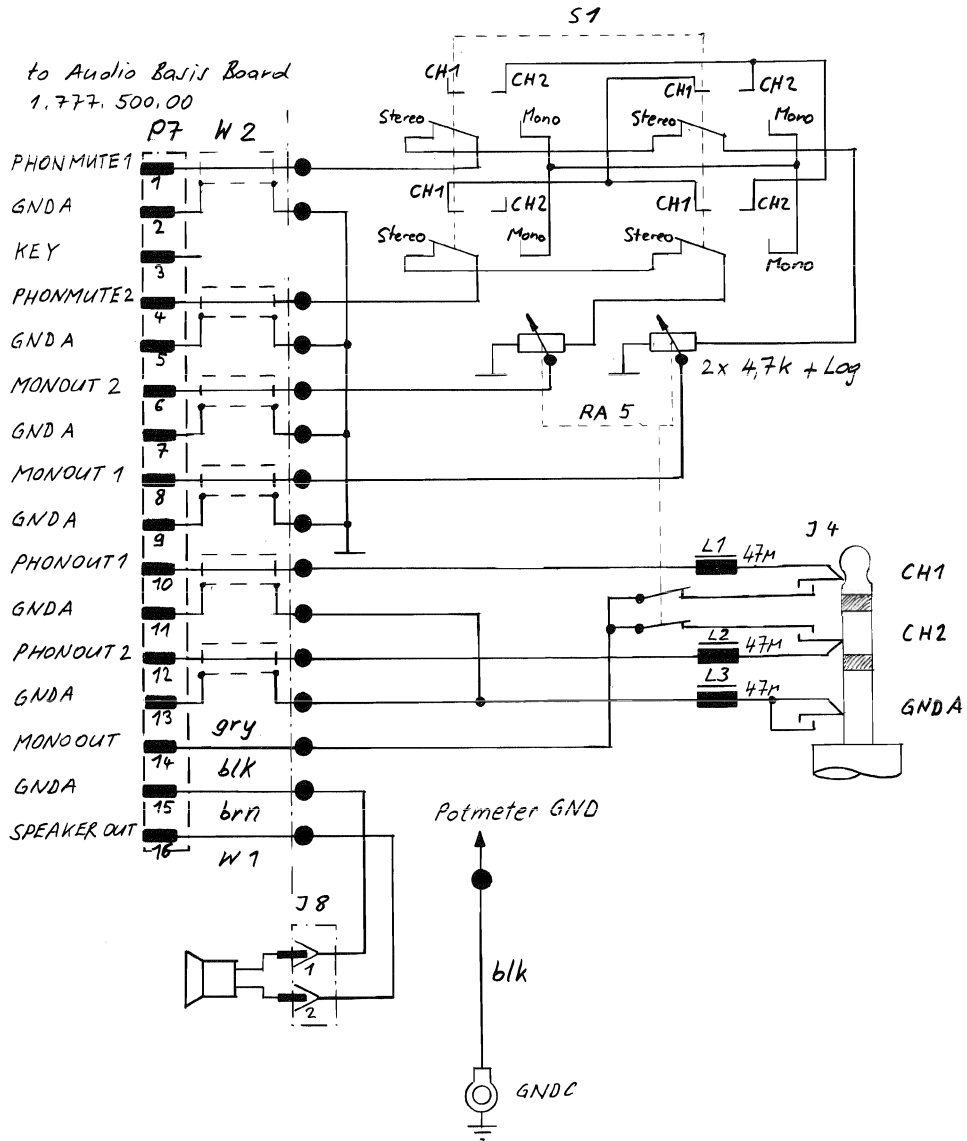 S1
to Audio Basis Board
1.777.500.00
P7 W2
CH1 CH2 CH1 CH2
Stereo Mono Stereo Mono
PHONMUTE1 1
GNDA 2
CH1 CH2 CH1 CH2
KEY 3
Stereo Mono Stereo Mono
PHONMUTE2 4
GNDA 5
2x 4,7k + Log
MONOUT 2 6
RA 5
GNDA 7
MONOUT 1 8
GNDA 9
J4
PHONOUT1 10
L1 47µ CH1
GNDA 11
CH2
PHONOUT2 12
L2 47µ
GNDA 13
L3 47µ GNDA
gry
MONOOUT 14
blk
GNDA 15
brn
Potmeter GND
SPEAKER OUT 16
W1
J8
1
blk
2
GNDC